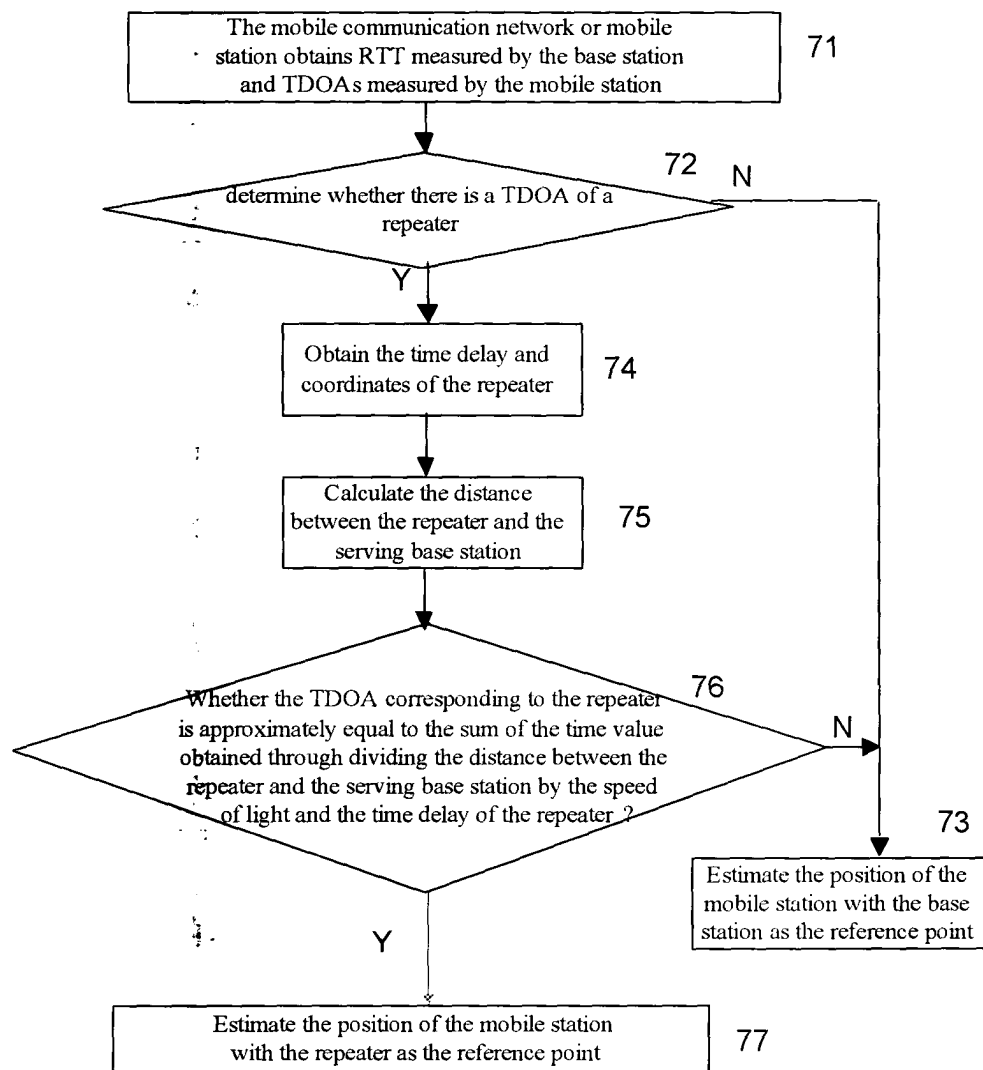 The mobile communication network or mobile
station obtains RTT measured by the base station
and TDOAs measured by the mobile station
71
72
N
determine whether there is a TDOA of a
repeater
Y
Obtain the time delay and
coordinates of the repeater
74
Calculate the distance
between the repeater and the
serving base station
75
76
Whether the TDOA corresponding to the repeater
is approximately equal to the sum of the time value
obtained through dividing the distance between the
repeater and the serving base station by the speed
of light and the time delay of the repeater ?
N
73
Estimate the position of the
mobile station with the base
station as the reference point
Y
Estimate the position of the mobile station
with the repeater as the reference point
77